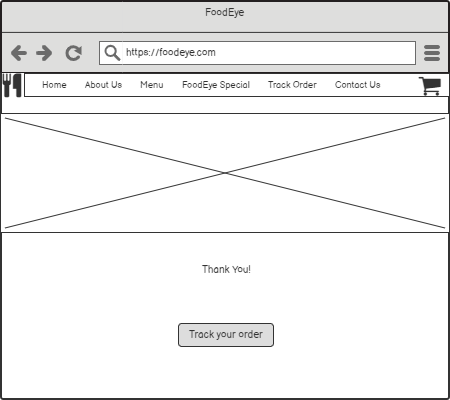 FoodEye
https://foodeye.com
Home About Us Menu FoodEye Special Track Order Contact Us
Thank You!
Track your order